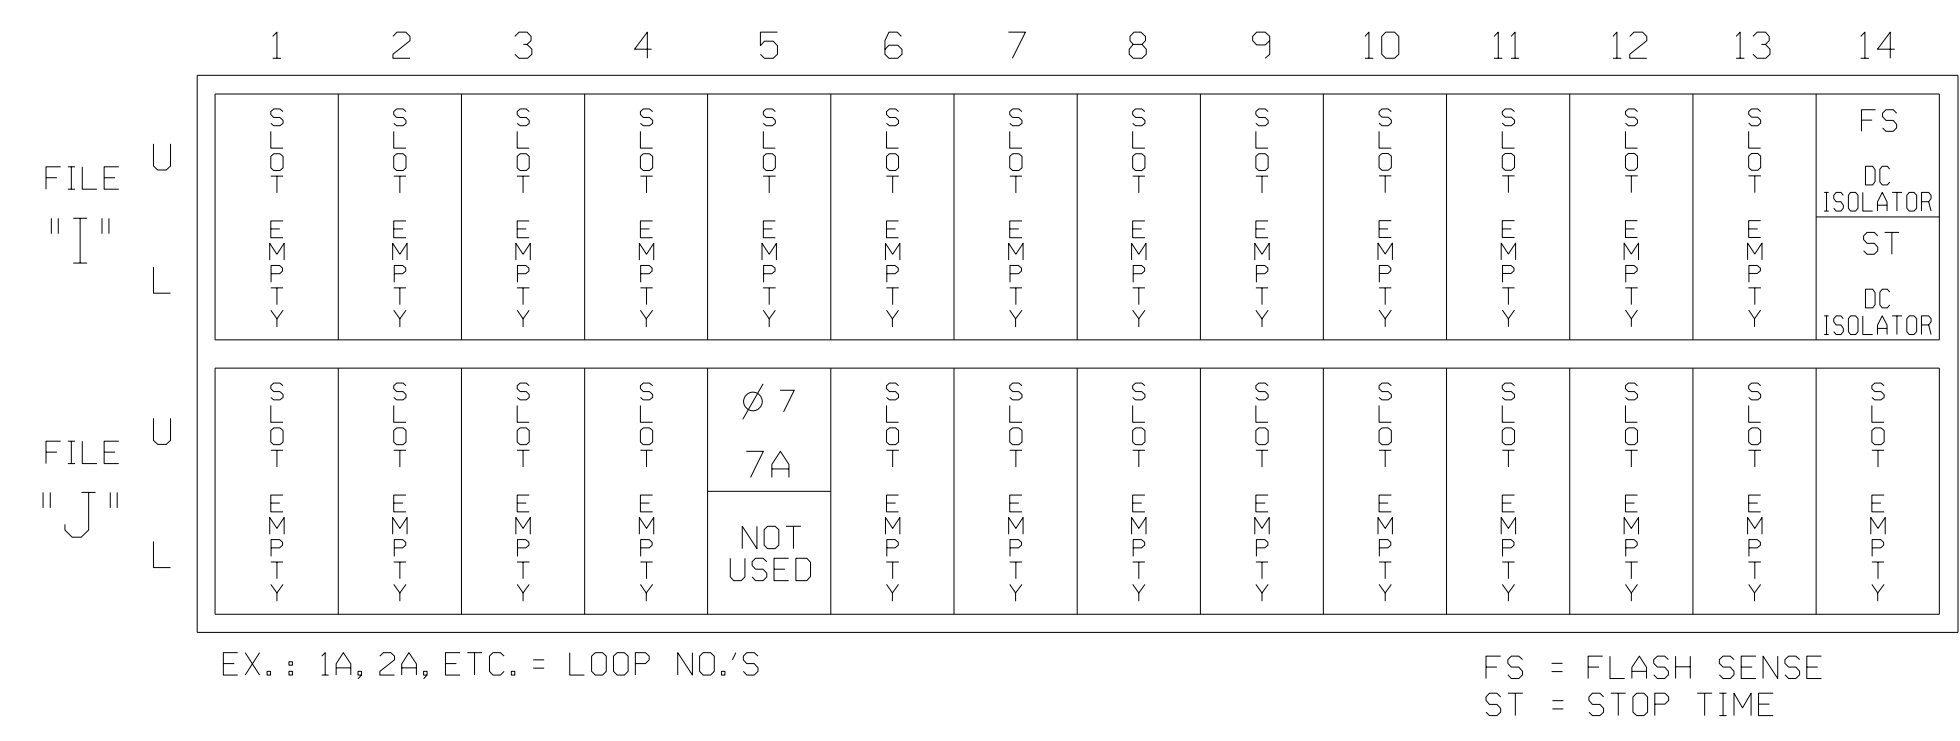 1 2 3 4 5 6 7 8 9 10 11 12 13 14
FILE "I"
U
L
SLOT EMPTY
SLOT EMPTY
SLOT EMPTY
SLOT EMPTY
SLOT EMPTY
SLOT EMPTY
SLOT EMPTY
SLOT EMPTY
SLOT EMPTY
SLOT EMPTY
SLOT EMPTY
SLOT EMPTY
SLOT EMPTY
FS
DC
ISOLATOR
ST
DC
ISOLATOR
FILE "J"
U
L
SLOT EMPTY
SLOT EMPTY
SLOT EMPTY
SLOT EMPTY
Ø 7
7A
NOT
USED
SLOT EMPTY
SLOT EMPTY
SLOT EMPTY
SLOT EMPTY
SLOT EMPTY
SLOT EMPTY
SLOT EMPTY
SLOT EMPTY
SLOT EMPTY
EX.: 1A, 2A, ETC. = LOOP NO.'S
FS = FLASH SENSE
ST = STOP TIME